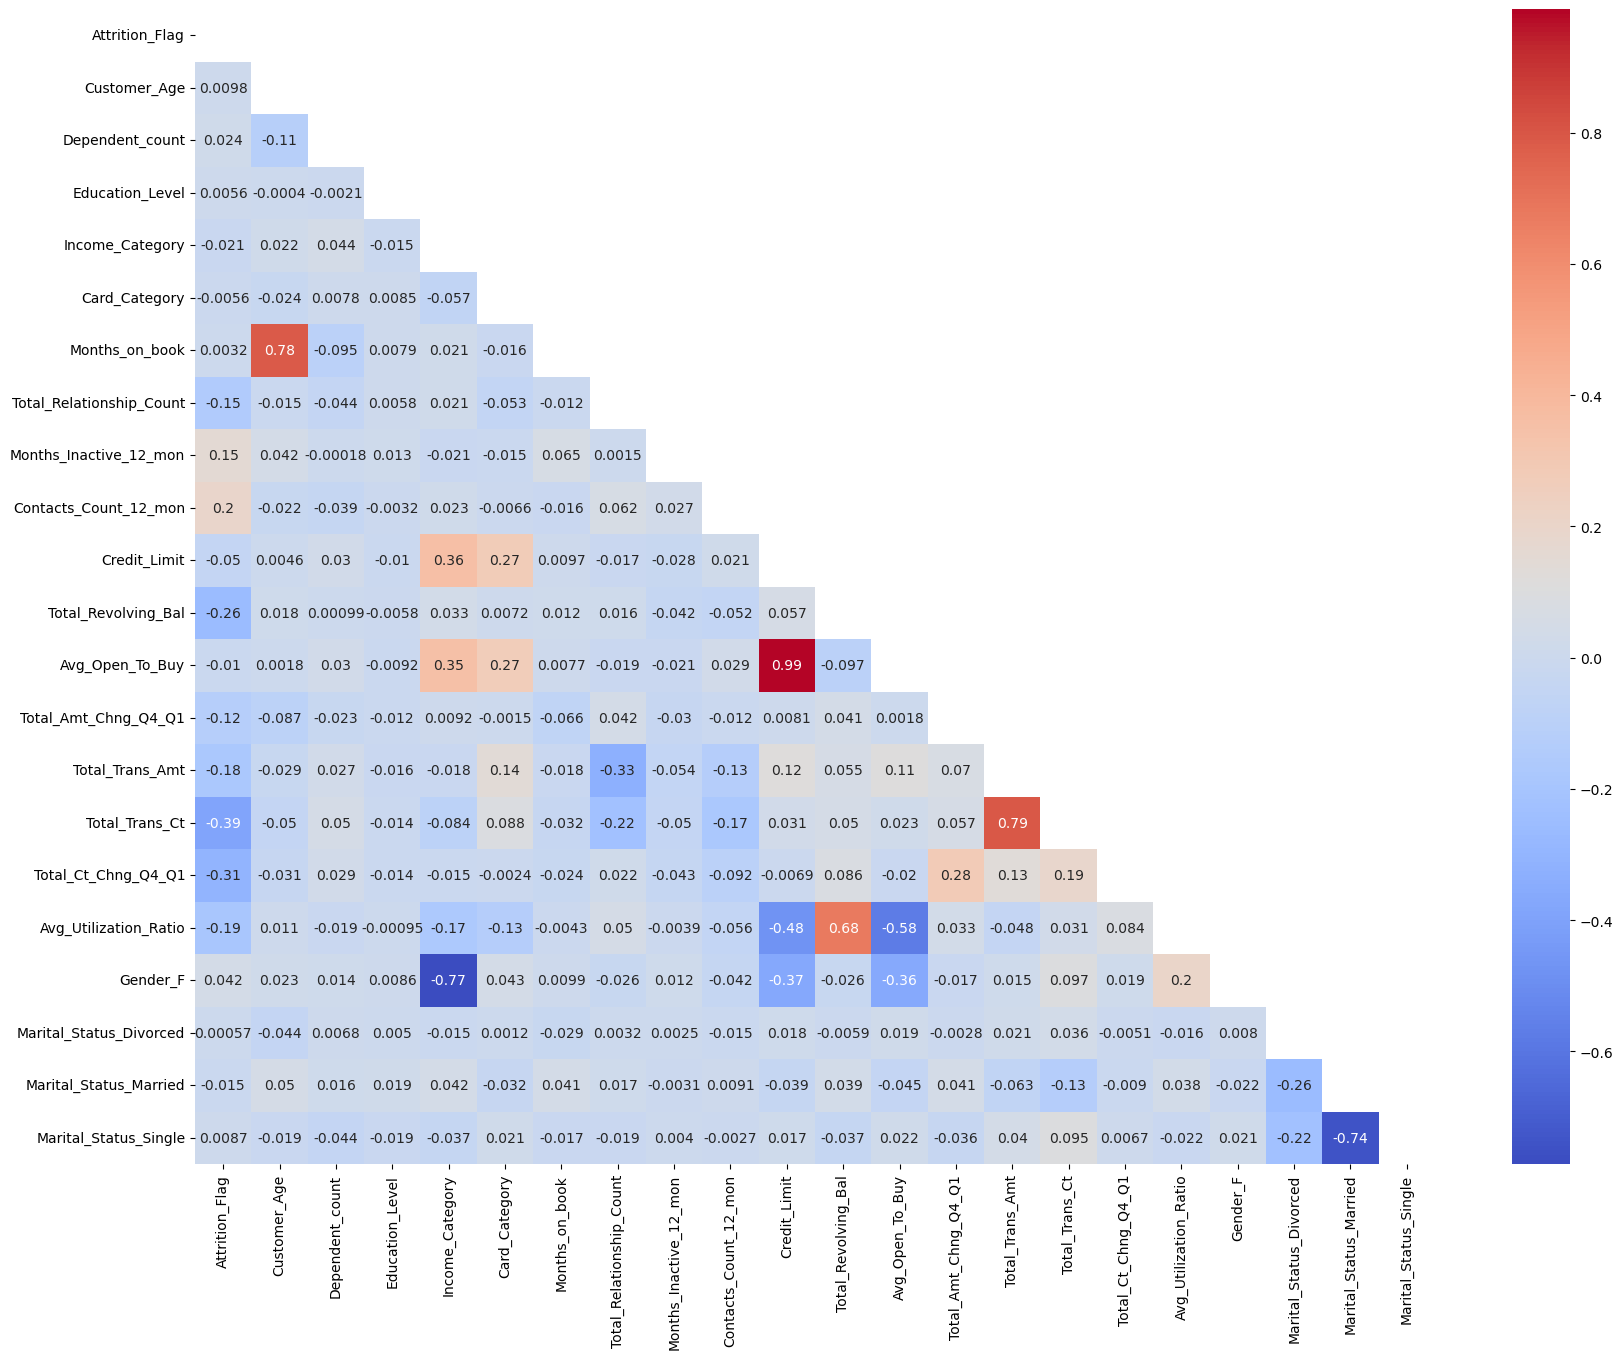 Attrition_Flag
Customer_Age 0.0098
Dependent_count 0.024 -0.11
Education_Level 0.0056 -0.0004 -0.0021
Income_Category -0.021 0.022 0.044 -0.015
Card_Category -0.0056 -0.024 0.0078 0.0085 -0.057
Months_on_book 0.0032 0.78 -0.095 0.0079 0.021 -0.016
Total_Relationship_Count -0.15 -0.015 -0.044 0.0058 0.021 -0.053 -0.012
Months_Inactive_12_mon 0.15 0.042 -0.00018 0.013 -0.021 -0.015 0.065 0.0015
Contacts_Count_12_mon 0.2 -0.022 -0.039 -0.0032 0.023 -0.0066 -0.016 0.062 0.027
Credit_Limit -0.05 0.0046 0.03 -0.01 0.36 0.27 0.0097 -0.017 -0.028 0.021
Total_Revolving_Bal -0.26 0.018 0.00099 -0.0058 0.033 0.0072 0.012 0.016 -0.042 -0.052 0.057
Avg_Open_To_Buy -0.01 0.0018 0.03 -0.0092 0.35 0.27 0.0077 -0.019 -0.021 0.029 0.99 -0.097
Total_Amt_Chng_Q4_Q1 -0.12 -0.087 -0.023 -0.012 0.0092 -0.0015 -0.066 0.042 -0.03 -0.012 0.0081 0.041 0.0018
Total_Trans_Amt -0.18 -0.029 0.027 -0.016 -0.018 0.14 -0.018 -0.33 -0.054 -0.13 0.12 0.055 0.11 0.07
Total_Trans_Ct -0.39 -0.05 0.05 -0.014 -0.084 0.088 -0.032 -0.22 -0.05 -0.17 0.031 0.05 0.023 0.057 0.79
Total_Ct_Chng_Q4_Q1 -0.31 -0.031 0.029 -0.014 -0.015 -0.0024 -0.024 0.022 -0.043 -0.092 -0.0069 0.086 -0.02 0.28 0.13 0.19
Avg_Utilization_Ratio -0.19 0.011 -0.019 -0.00095 -0.17 -0.13 -0.0043 0.05 -0.0039 -0.056 -0.48 0.68 -0.58 0.033 -0.048 0.031 0.084
Gender_F 0.042 0.023 0.014 0.0086 -0.77 0.043 0.0099 -0.026 0.012 -0.042 -0.37 -0.026 -0.36 -0.017 0.015 0.097 0.019 0.2
Marital_Status_Divorced 0.00057 -0.044 0.0068 0.005 -0.015 0.0012 -0.029 0.0032 0.0025 -0.015 0.018 -0.0059 0.019 -0.0028 0.021 0.036 -0.0051 -0.016 0.008
Marital_Status_Married -0.015 0.05 0.016 0.019 0.042 -0.032 0.041 0.017 -0.0031 0.0091 -0.039 0.039 -0.045 0.041 -0.063 -0.13 -0.009 0.038 -0.022 -0.26
Marital_Status_Single 0.0087 -0.019 -0.044 -0.019 -0.037 0.021 -0.017 -0.019 0.004 -0.0027 0.017 -0.037 0.022 -0.036 0.04 0.095 0.0067 -0.022 0.021 -0.22 -0.74
Attrition_Flag
Customer_Age
Dependent_count
Education_Level
Income_Category
Card_Category
Months_on_book
Total_Relationship_Count
Months_Inactive_12_mon
Contacts_Count_12_mon
Credit_Limit
Total_Revolving_Bal
Avg_Open_To_Buy
Total_Amt_Chng_Q4_Q1
Total_Trans_Amt
Total_Trans_Ct
Total_Ct_Chng_Q4_Q1
Avg_Utilization_Ratio
Gender_F
Marital_Status_Divorced
Marital_Status_Married
Marital_Status_Single
0.8
0.6
0.4
0.2
0.0
−0.2
−0.4
−0.6